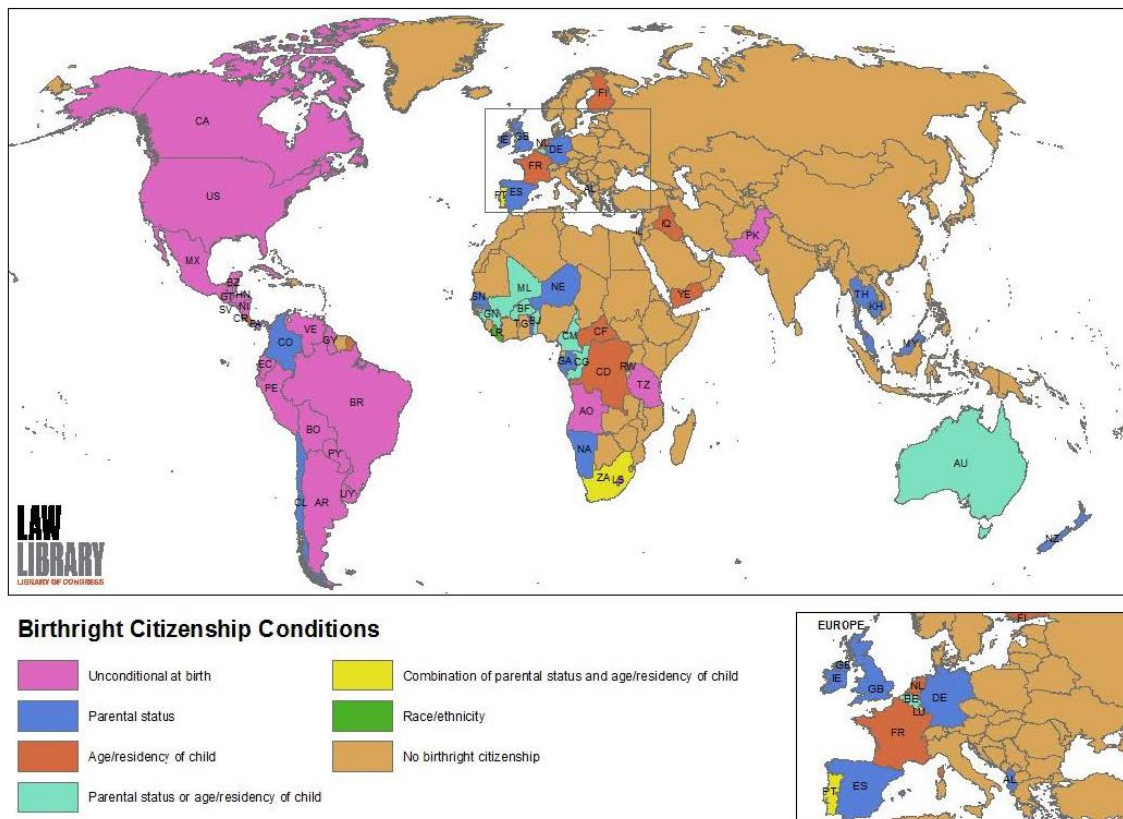 CA
US
MX
BZ
GT
HN
SV
NI
CR
PA
VE
GY
CO
EC
PE
BR
BO
PY
CL
AR
UY
FI
IE
GB
NL
DE
FR
PT
ES
AL
IL
IQ
PK
YE
SN
ML
NE
GN
BF
TG
BJ
LR
CM
CF
GA
CG
CD
RW
TZ
AO
NA
ZA
LS
TH
KH
MY
AU
NZ
LAW
LIBRARY
LIBRARY OF CONGRESS
Birthright Citizenship Conditions
Unconditional at birth
Parental status
Age/residency of child
Parental status or age/residency of child
Combination of parental status and age/residency of child
Race/ethnicity
No birthright citizenship
EUROPE
FI
GB
IE
GB
NL
BE
DE
LU
FR
PT
ES
AL